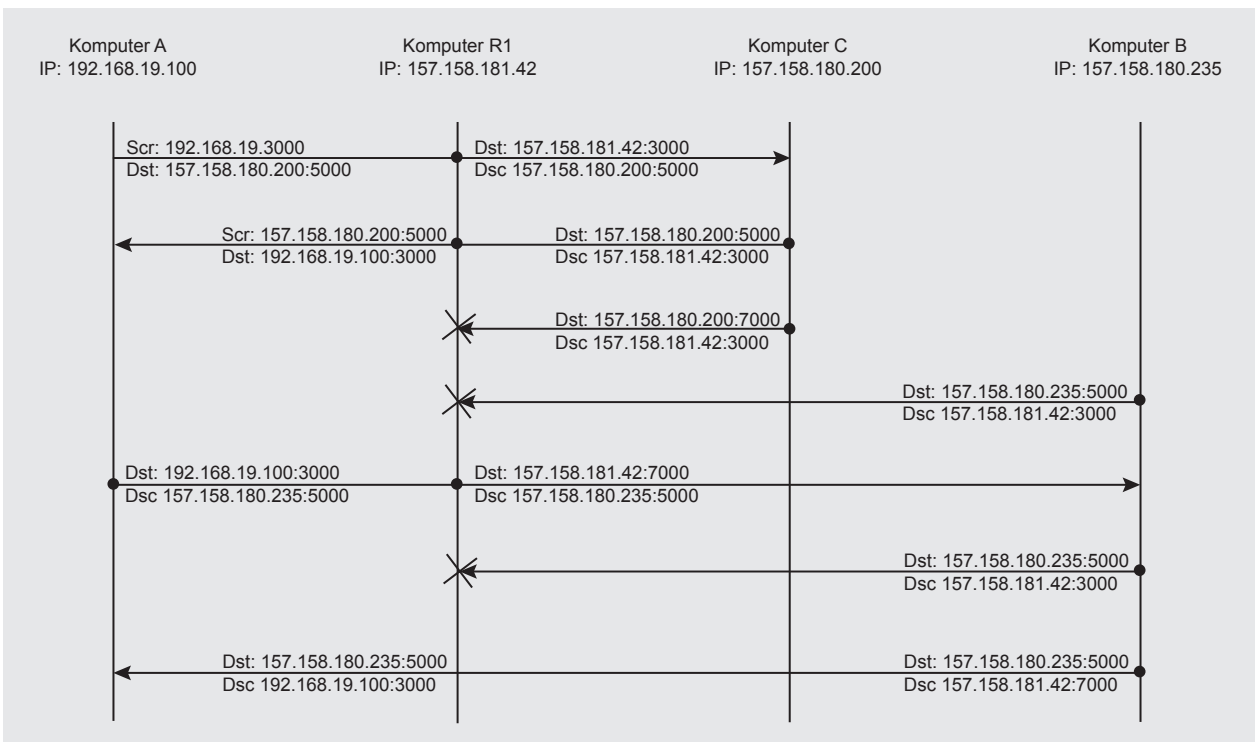 Komputer A
IP: 192.168.19.100
Komputer R1
IP: 157.158.181.42
Komputer C
IP: 157.158.180.200
Komputer B
IP: 157.158.180.235
Scr: 192.168.19.3000
Dst: 157.158.180.200:5000
Dst: 157.158.181.42:3000
Dsc 157.158.180.200:5000
Scr: 157.158.180.200:5000
Dst: 192.168.19.100:3000
Dst: 157.158.180.200:5000
Dsc 157.158.181.42:3000
Dst: 157.158.180.200:7000
Dsc 157.158.181.42:3000
Dst: 157.158.180.235:5000
Dsc 157.158.181.42:3000
Dst: 192.168.19.100:3000
Dsc 157.158.180.235:5000
Dst: 157.158.181.42:7000
Dsc 157.158.180.235:5000
Dst: 157.158.180.235:5000
Dsc 157.158.181.42:3000
Dst: 157.158.180.235:5000
Dsc 192.168.19.100:3000
Dst: 157.158.180.235:5000
Dsc 157.158.181.42:7000